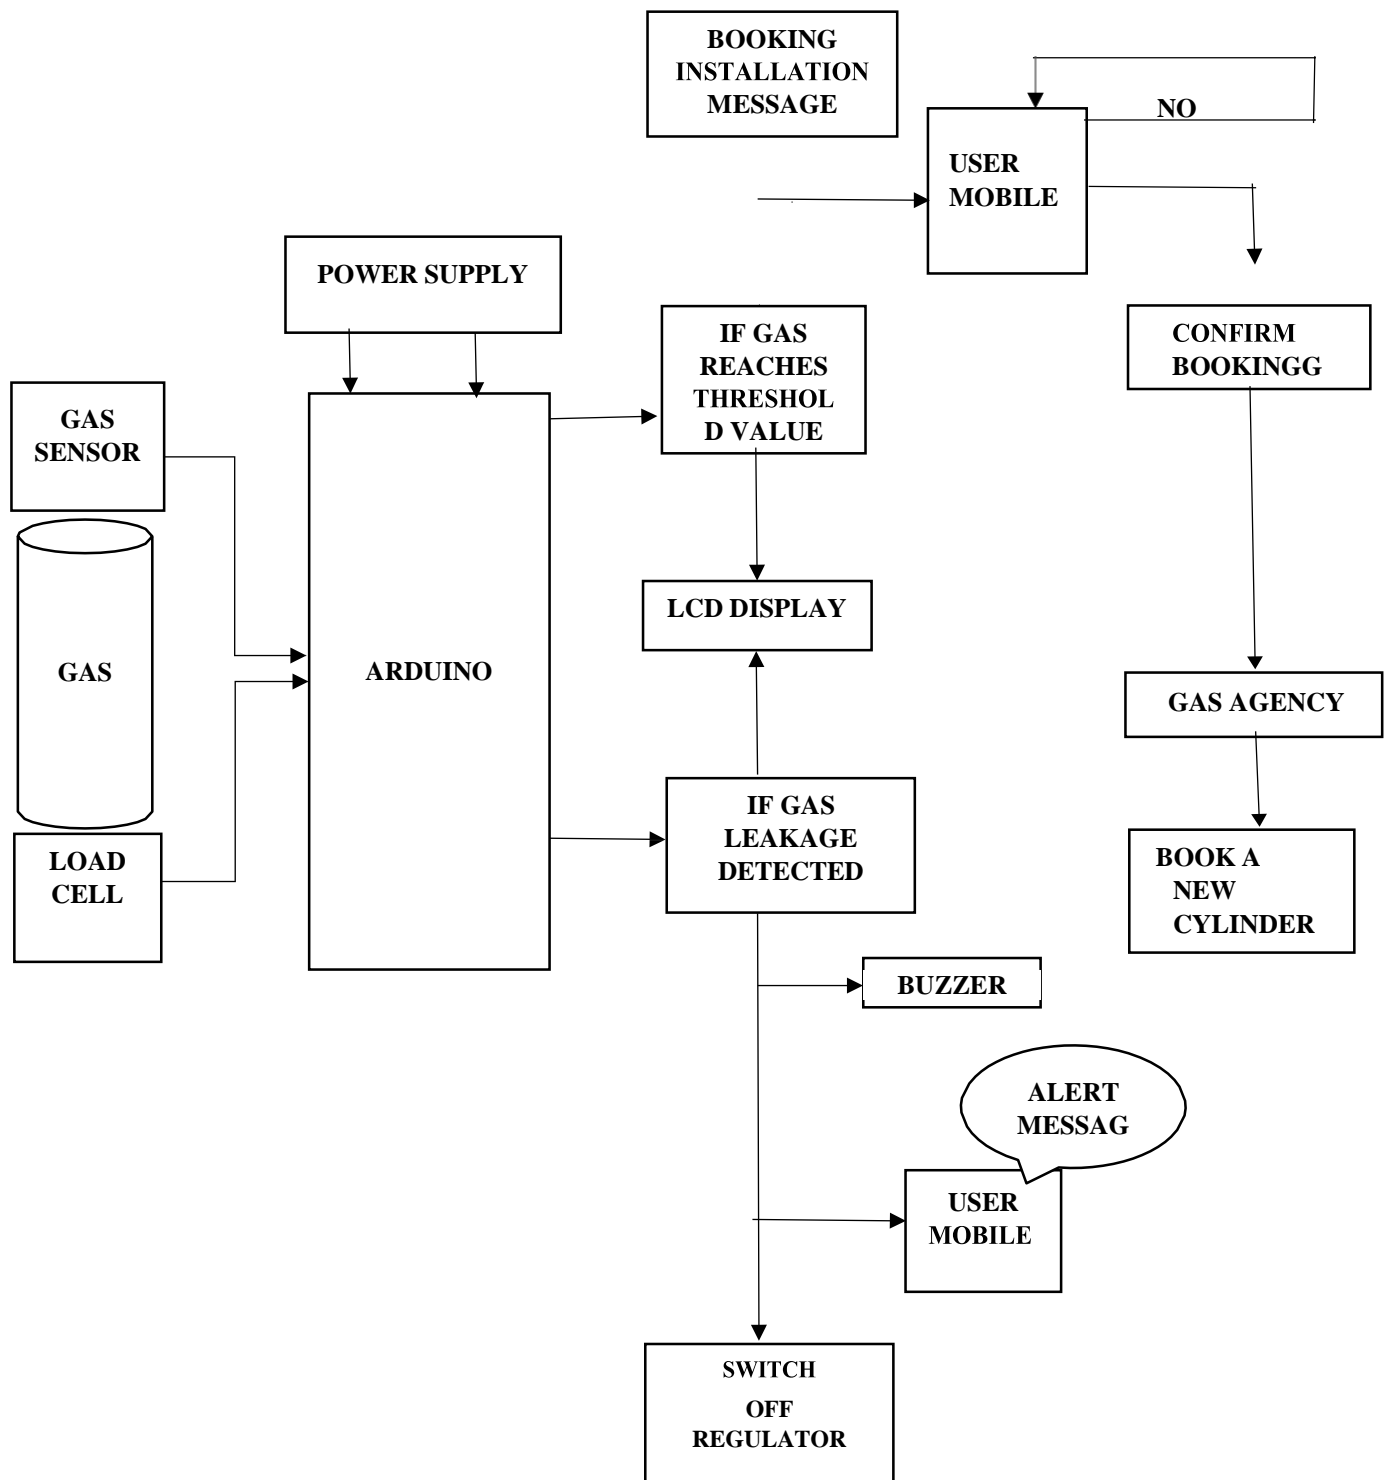 BOOKING
INSTALLATION
MESSAGE
NO
USER
MOBILE
POWER SUPPLY
IF GAS
REACHES
THRESHOL
D VALUE
CONFIRM
BOOKINGG
GAS
SENSOR
LCD DISPLAY
GAS
ARDUINO
GAS AGENCY
IF GAS
LEAKAGE
DETECTED
LOAD
CELL
BOOK A
NEW
CYLINDER
BUZZER
ALERT
MESSAG
USER
MOBILE
SWITCH
OFF
REGULATOR